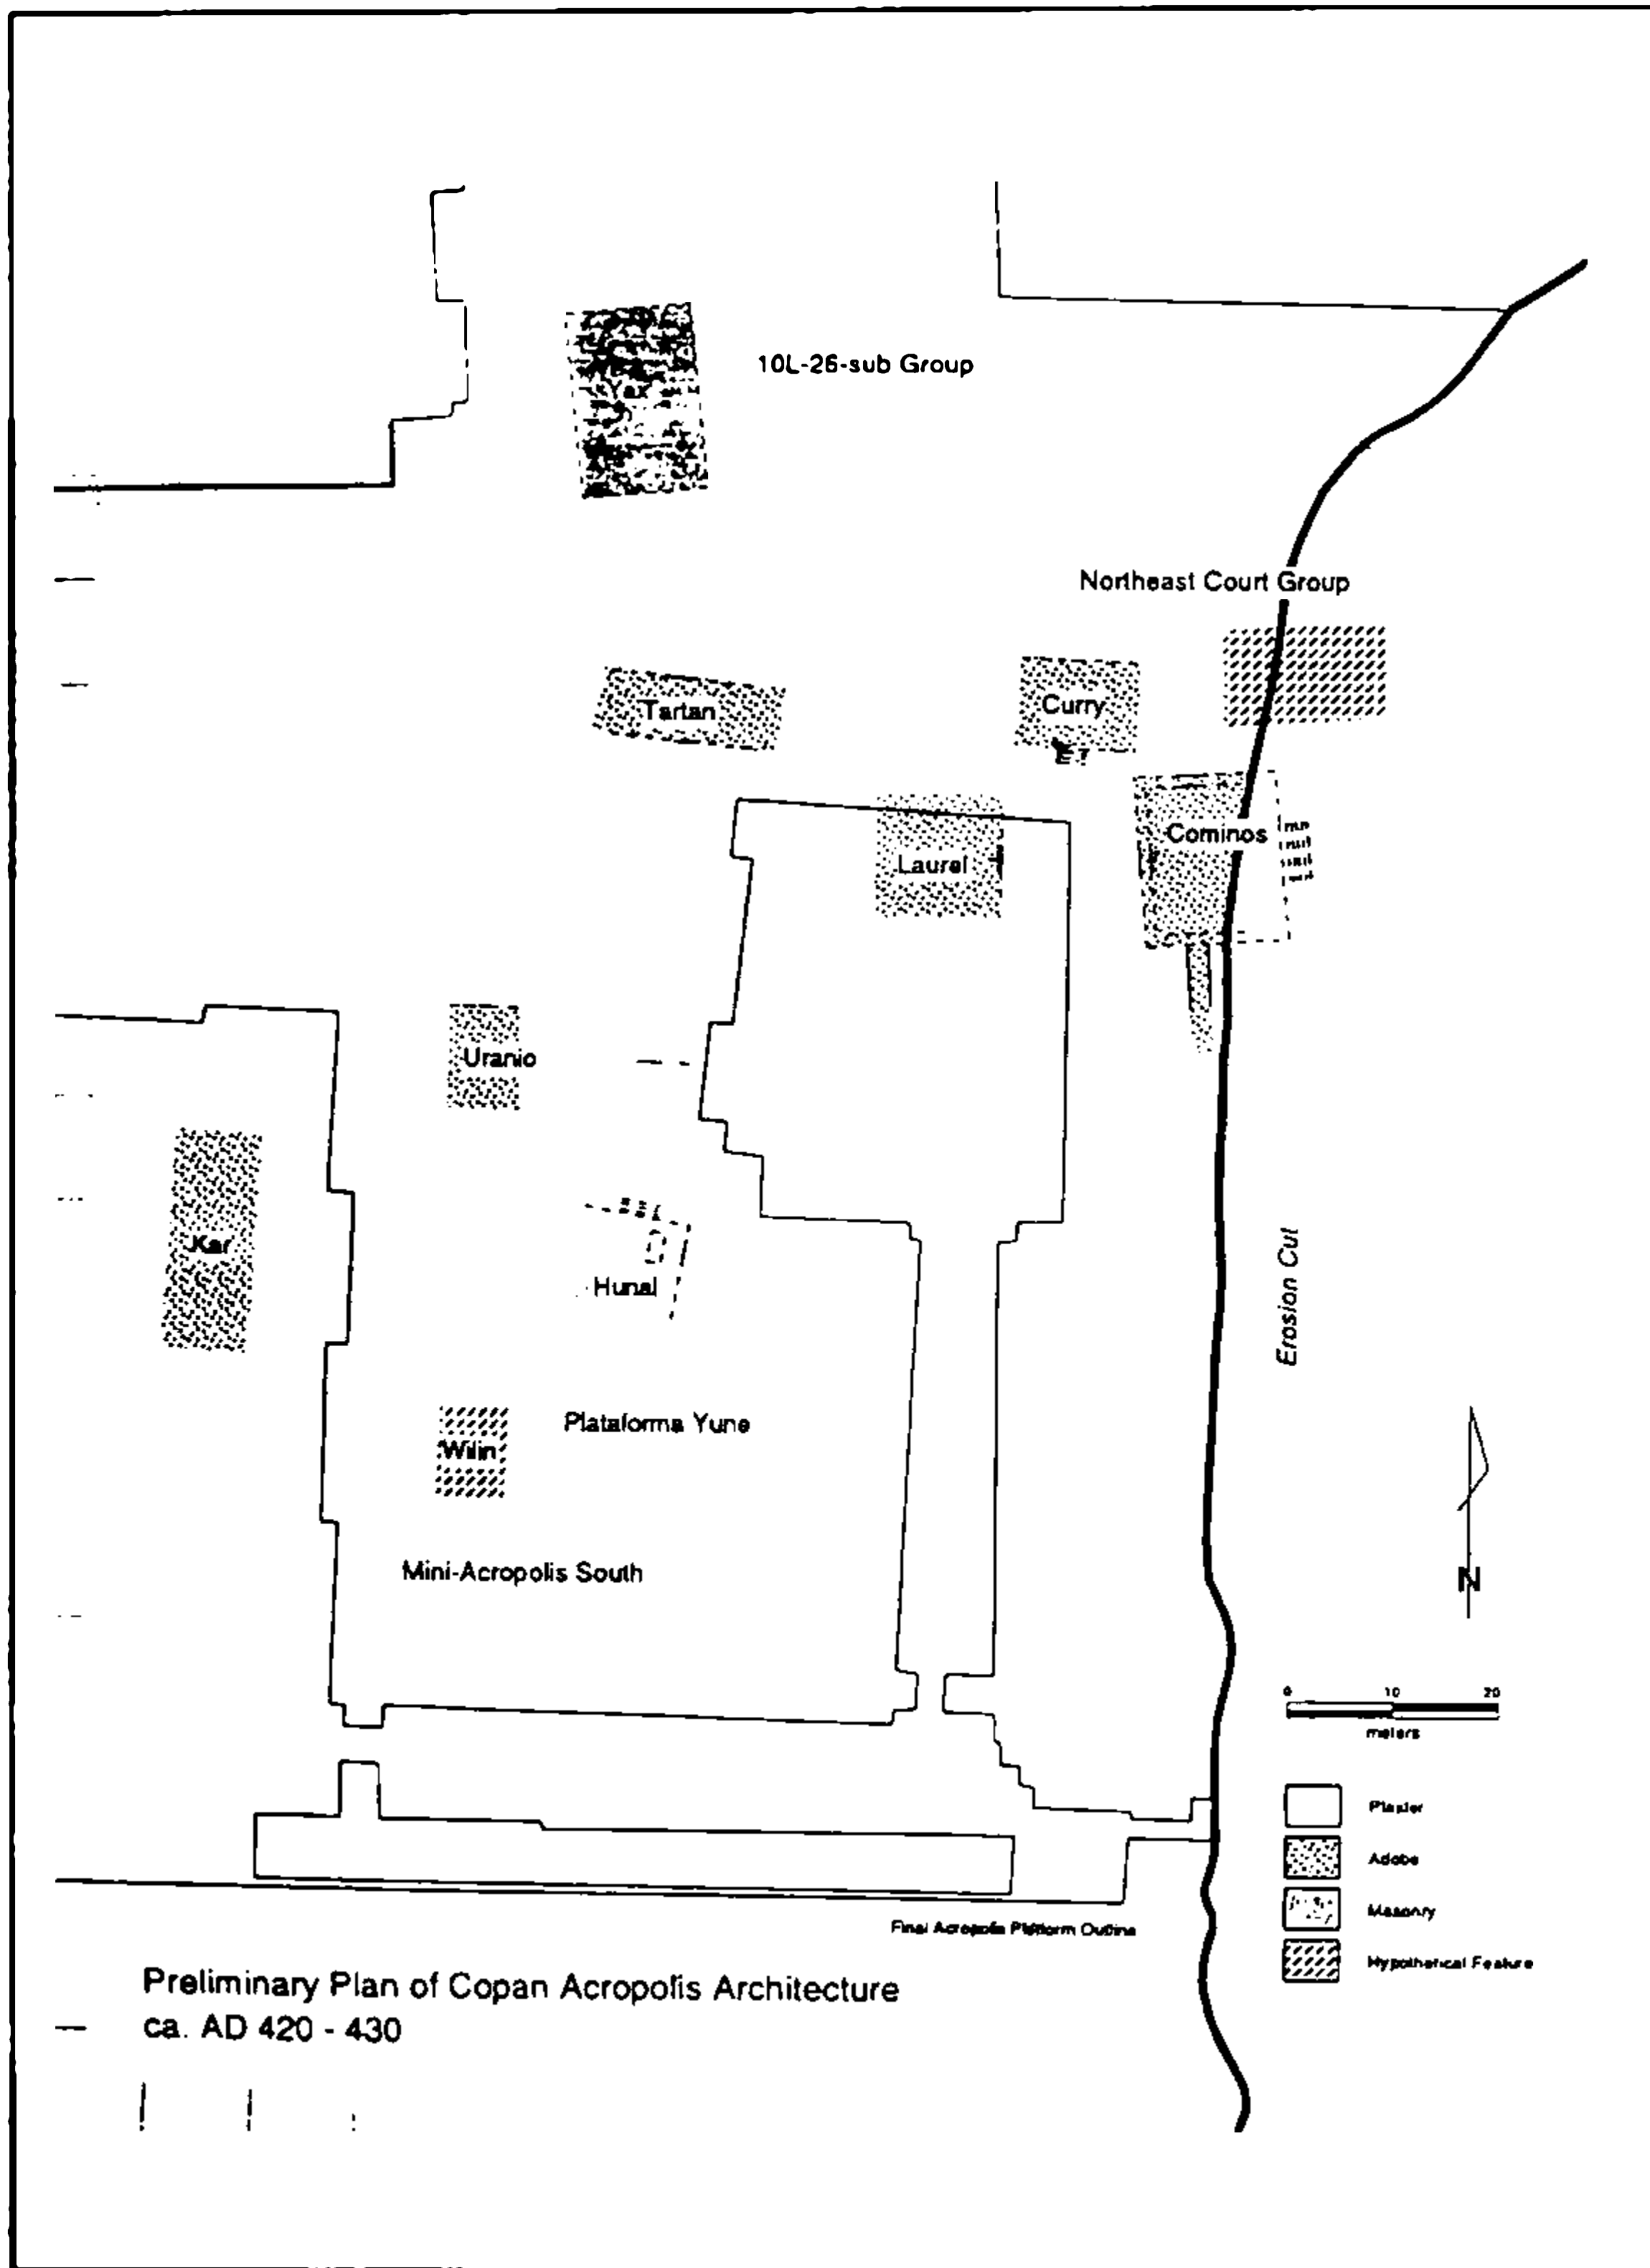 Yax
10L-26-sub Group
Northeast Court Group
Tartan
Curry
E7
Cominos
Laurel
Uranio
Kar
Hunal
Erosian Cut
Plataforma Yune
Wilin
Mini-Acropolis South
N
0 10 20
meters
Plaster
Adobe
Masonry
Hypothetical Feature
Final Acropolis Platform Outline
Preliminary Plan of Copan Acropolis Architecture
ca. AD 420 - 430